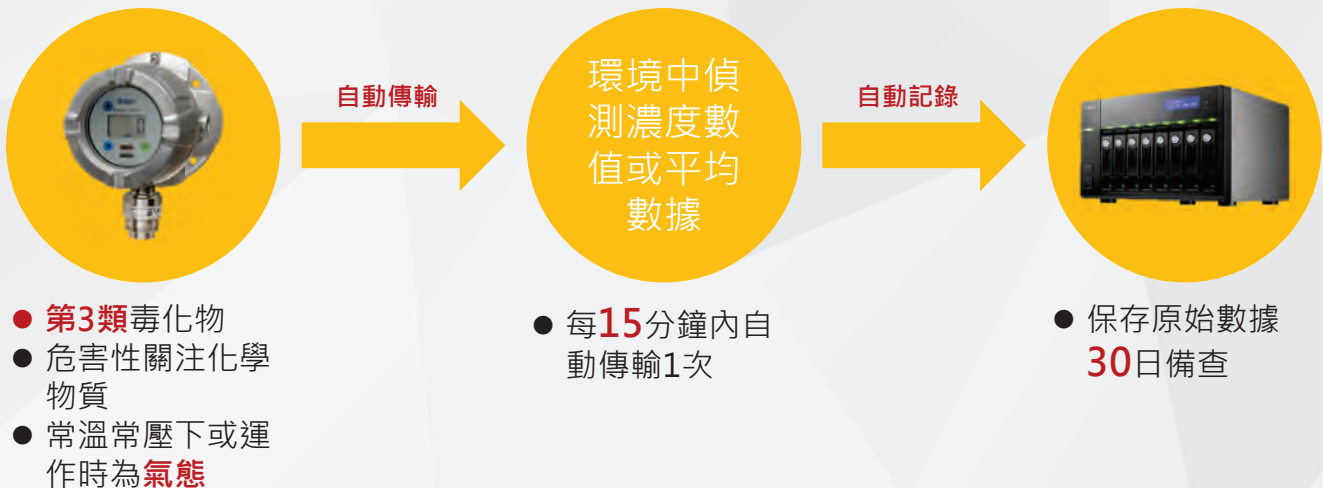 自動傳輸
環境中偵
測濃度數
值或平均
數據
自動記錄
● 第3類毒化物
● 危害性關注化學
物質
● 常溫常壓下或運
作時為氣態
● 每15分鐘內自
動傳輸1次
● 保存原始數據
30日備查